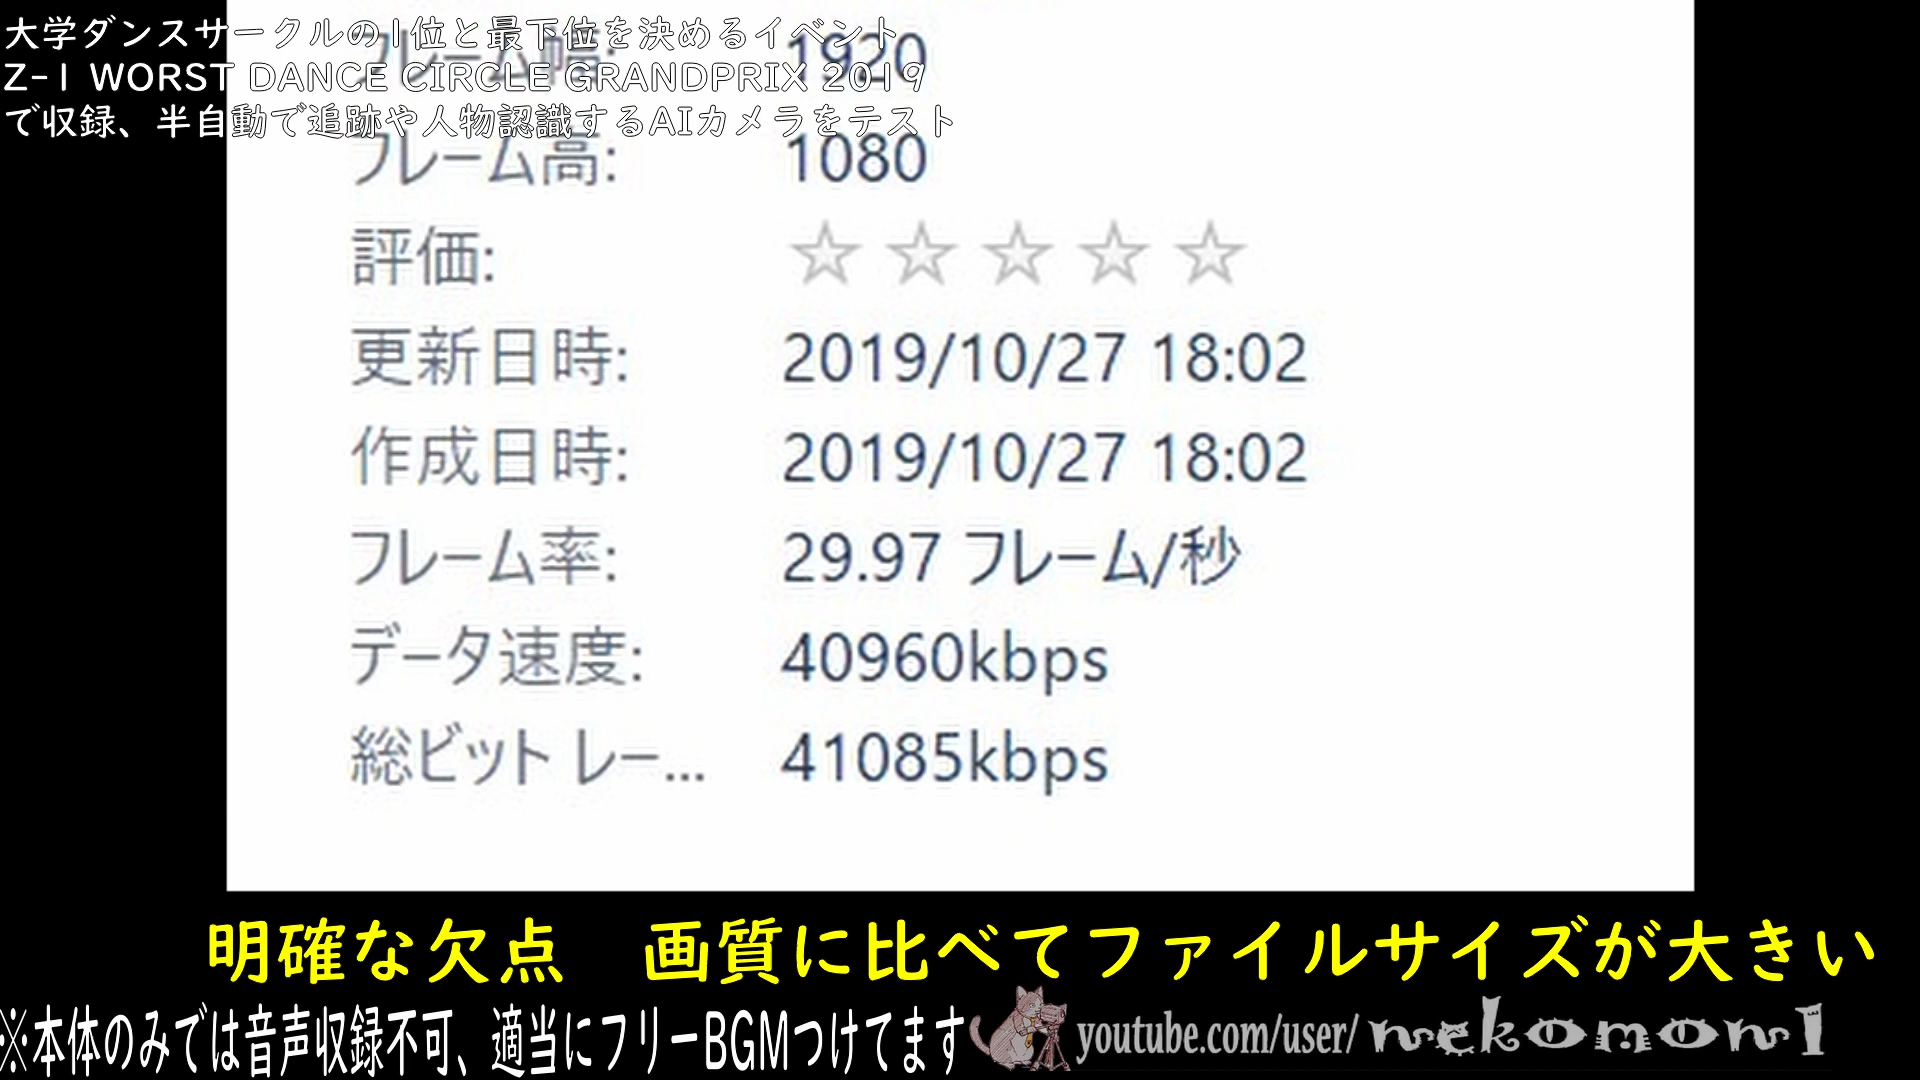 大学ダンスサークルの1位と最下位を決めるイベント
Z-1 WORST DANCE CIRCLE GRANDPRIX 2019
で収録、半自動で追跡や人物認識するAIカメラをテスト
フレーム幅: 1920
フレーム高: 1080
評価: ☆ ☆ ☆ ☆ ☆
更新日時: 2019/10/27 18:02
作成日時: 2019/10/27 18:02
フレーム率: 29.97 フレーム/秒
データ速度: 40960kbps
総ビット レー... 41085kbps
明確な欠点 画質に比べてファイルサイズが大きい
※本体のみでは音声収録不可、適当にフリーBGMつけてます
youtube.com/user/nekomon1